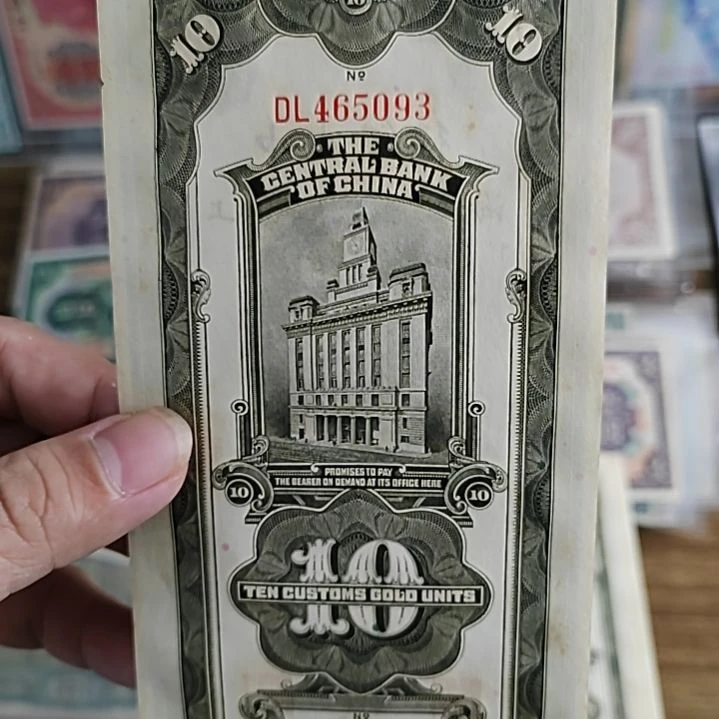 10
10
10
Nº
DL465093
THE
CENTRAL BANK
OF CHINA
PROMISES TO PAY
THE BEARER ON DEMAND AT ITS OFFICE HERE
10
10
10
TEN CUSTOMS GOLD UNITS
Nº